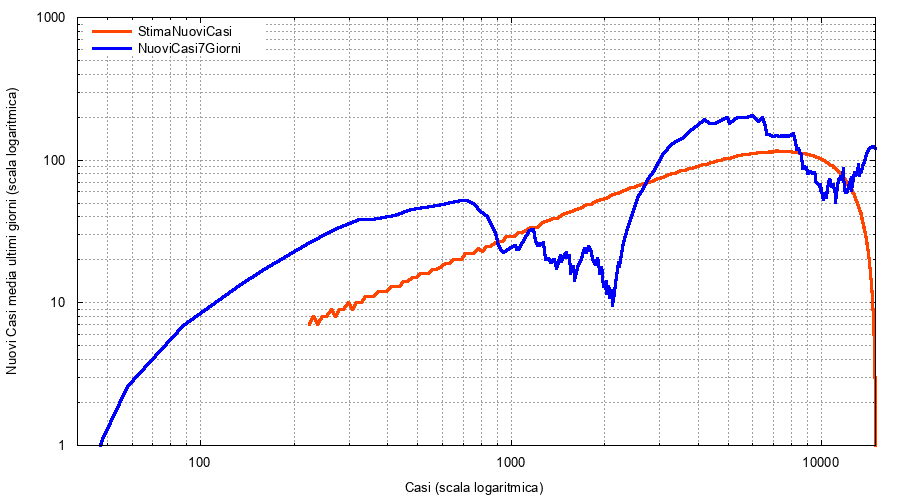 1000
StimaNuoviCasi
NuoviCasi7Giorni
100
10
1
100
1000
10000
Nuovi Casi media ultimi giorni (scala logaritmica)
Casi (scala logaritmica)